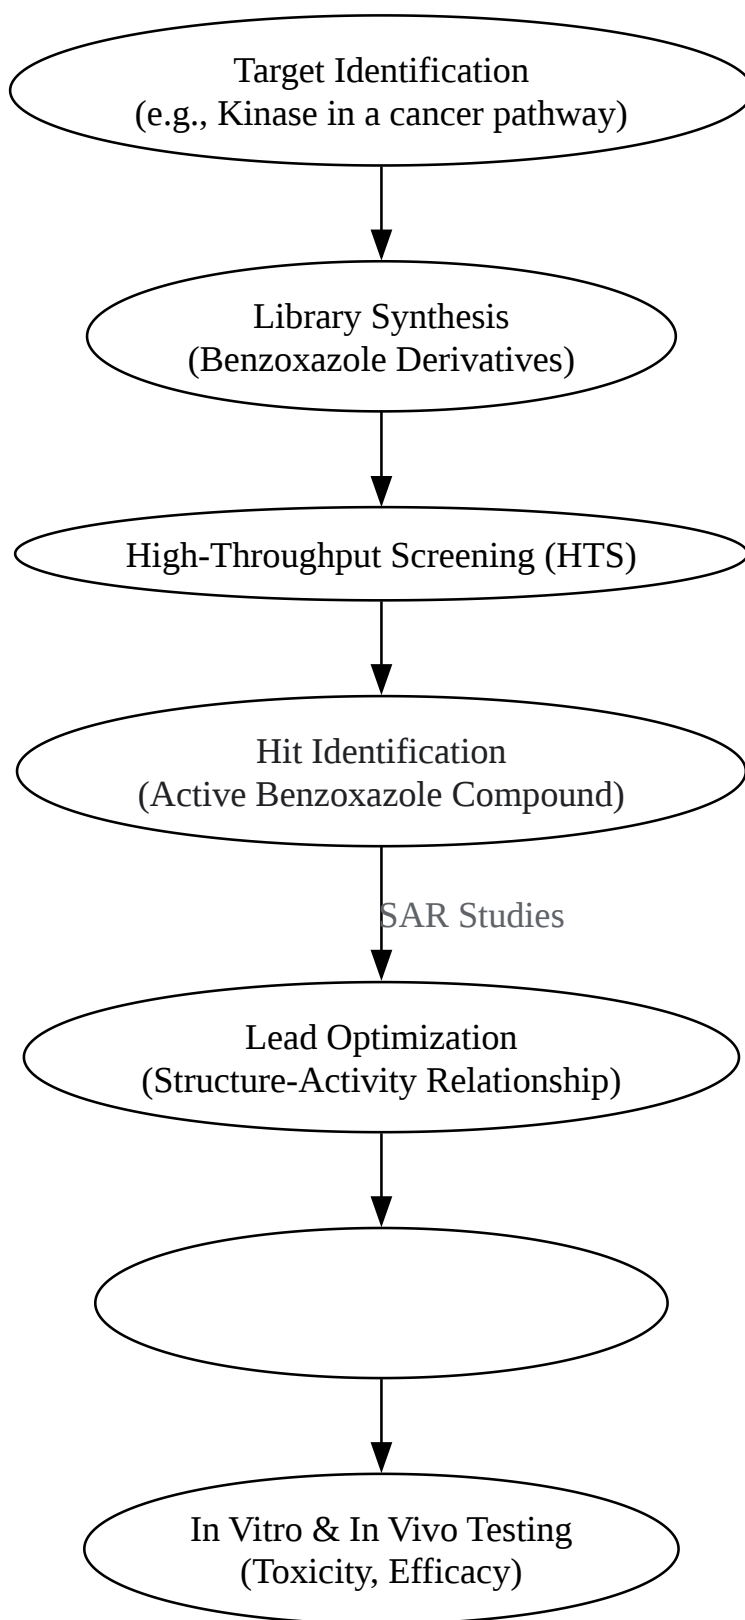 Target Identification
(e.g., Kinase in a cancer pathway)
Library Synthesis
(Benzoxazole Derivatives)
High-Throughput Screening (HTS)
Hit Identification
(Active Benzoxazole Compound)
SAR Studies
Lead Optimization
(Structure-Activity Relationship)
In Vitro & In Vivo Testing
(Toxicity, Efficacy)